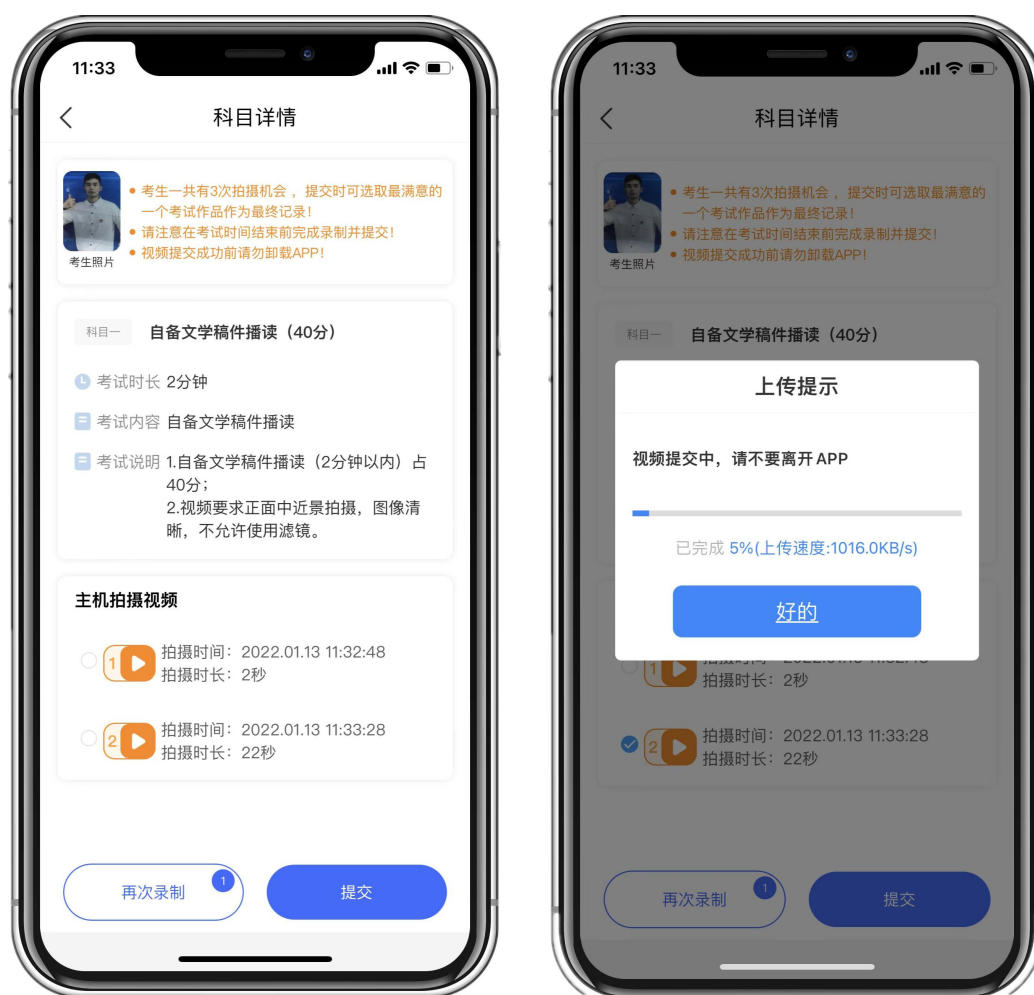 11:33
科目详情
考生照片
• 考生一共有3次拍摄机会 ，提交时可选取最满意的
一个考试作品作为最终记录！
• 请注意在考试时间结束前完成录制并提交！
• 视频提交成功前请勿卸载APP！
科目一 自备文学稿件播读（40分）
考试时长 2分钟
考试内容 自备文学稿件播读
考试说明 1.自备文学稿件播读（2分钟以内）占
40分；
2.视频要求正面中近景拍摄，图像清
晰，不允许使用滤镜。
主机拍摄视频
1 拍摄时间：2022.01.13 11:32:48
拍摄时长：2秒
2 拍摄时间：2022.01.13 11:33:28
拍摄时长：22秒
再次录制 1
提交
11:33
科目详情
考生照片
• 考生一共有3次拍摄机会 ，提交时可选取最满意的
一个考试作品作为最终记录！
• 请注意在考试时间结束前完成录制并提交！
• 视频提交成功前请勿卸载APP！
科目一 自备文学稿件播读（40分）
上传提示
视频提交中，请不要离开APP
已完成 5%(上传速度:1016.0KB/s)
好的
1
拍摄时长：2秒
2 拍摄时间：2022.01.13 11:33:28
拍摄时长：22秒
再次录制 1
提交